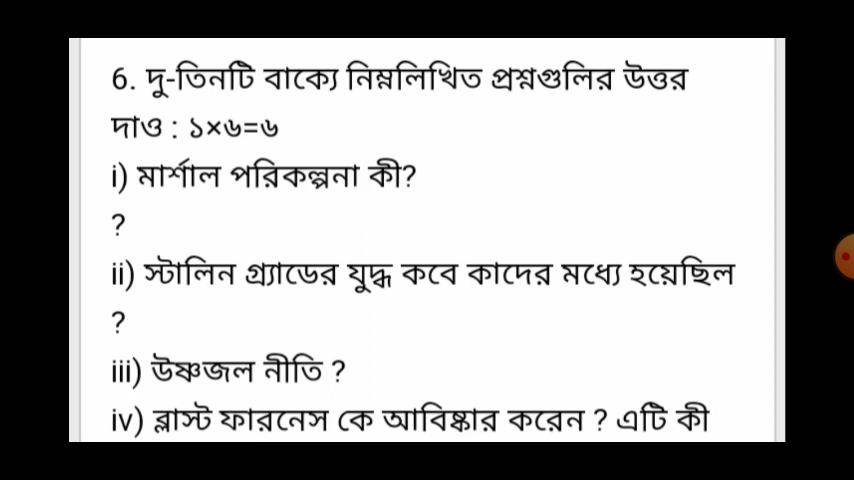 6. দু-তিনটি বাক্যে নিম্নলিখিত প্রশ্নগুলির উত্তর
দাও : ১×৬=৬
i) মার্শাল পরিকল্পনা কী?
?
ii) স্টালিন গ্র্যাডের যুদ্ধ কবে কাদের মধ্যে হয়েছিল
?
iii) উষ্ণজল নীতি ?
iv) ব্লাস্ট ফারনেস কে আবিষ্কার করেন ? এটি কী